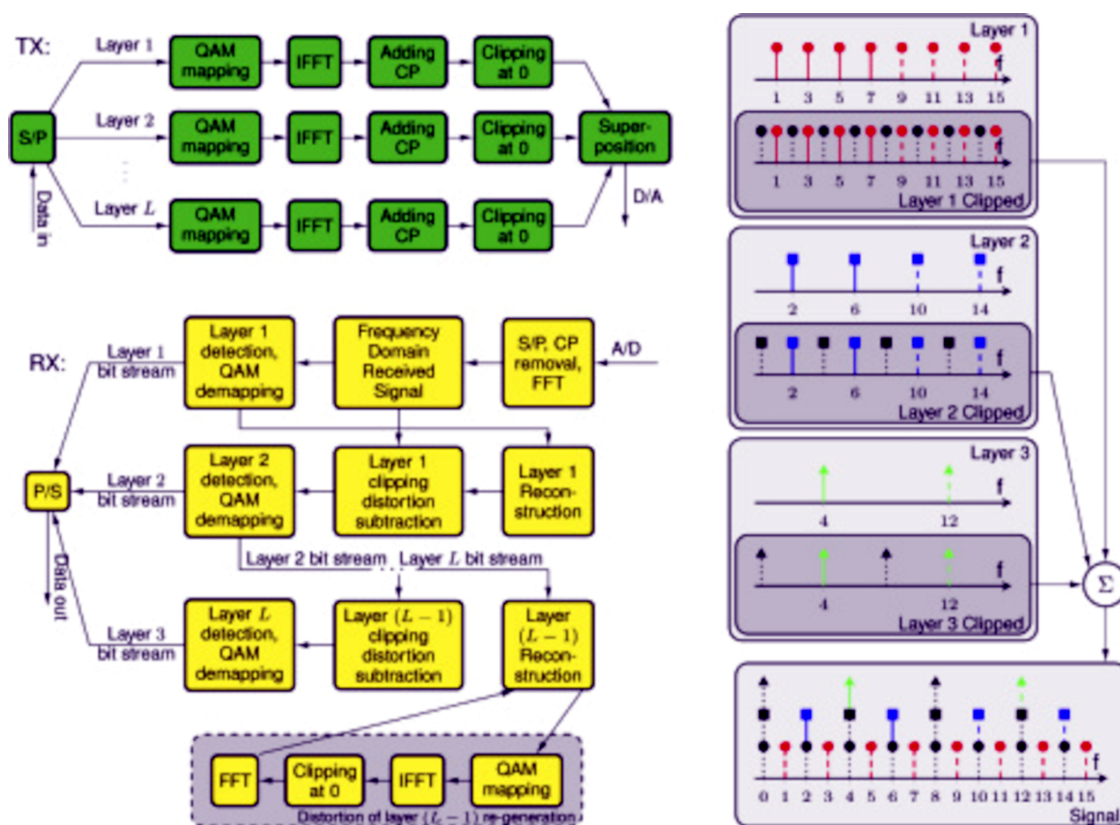 TX:
Layer 1
QAM mapping
IFFT
Adding CP
Clipping at 0
S/P
Layer 2
QAM mapping
IFFT
Adding CP
Clipping at 0
Super-position
Data in
Layer L
QAM mapping
IFFT
Adding CP
Clipping at 0
D/A
RX:
Layer 1 bit stream
Layer 1 detection, QAM demapping
Frequency Domain Received Signal
S/P, CP removal, FFT
A/D
P/S
Layer 2 bit stream
Layer 2 detection, QAM demapping
Layer 1 clipping distortion subtraction
Layer 1 Recon-struction
Layer 2 bit stream
Layer L bit stream
Data out
Layer 3 bit stream
Layer L detection, QAM demapping
Layer (L − 1) clipping distortion subtraction
Layer (L − 1) Recon-struction
FFT
Clipping at 0
IFFT
QAM mapping
Distortion of layer (L − 1) re-generation
Layer 1
f
1 3 5 7 9 11 13 15
f
1 3 5 7 9 11 13 15
Layer 1 Clipped
Layer 2
f
2 6 10 14
f
2 6 10 14
Layer 2 Clipped
Layer 3
f
4 12
f
4 12
Layer 3 Clipped
Σ
f
0 1 2 3 4 5 6 7 8 9 10 11 12 13 14 15
Signal